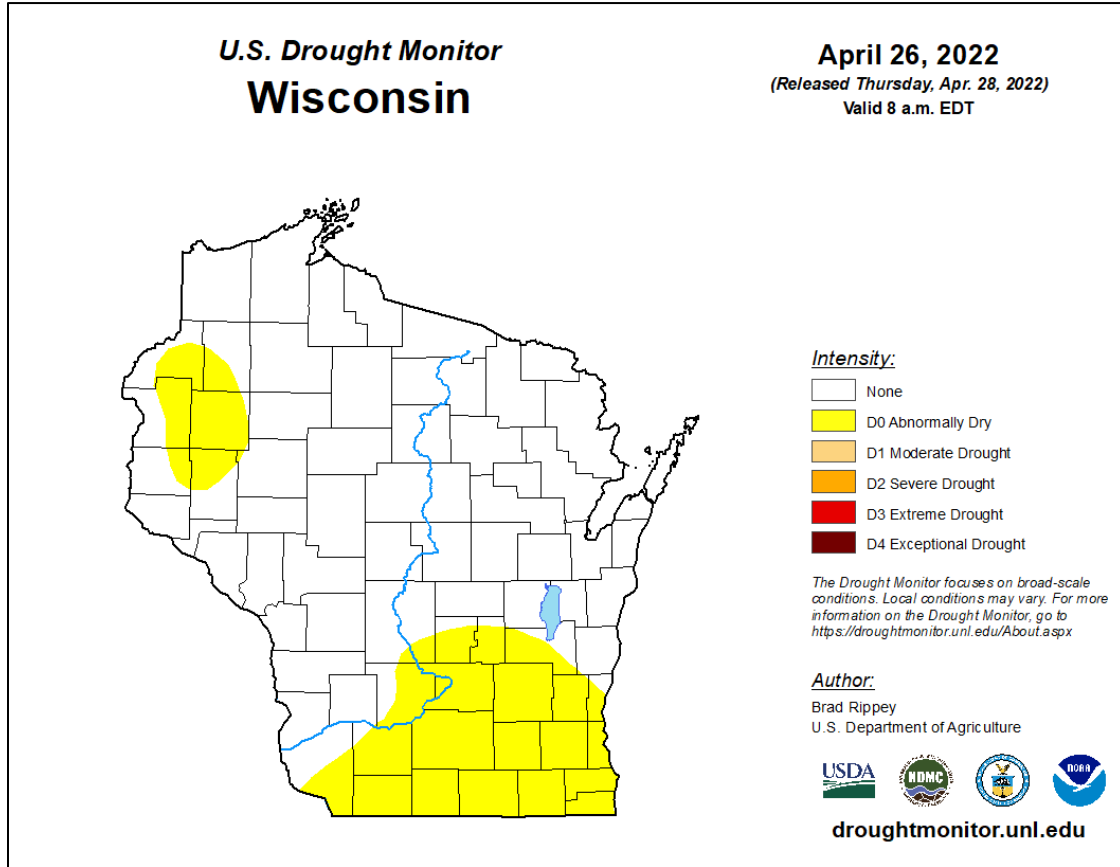 U.S. Drought Monitor
Wisconsin
April 26, 2022
(Released Thursday, Apr. 28, 2022)
Valid 8 a.m. EDT
Intensity:
None
D0 Abnormally Dry
D1 Moderate Drought
D2 Severe Drought
D3 Extreme Drought
D4 Exceptional Drought
The Drought Monitor focuses on broad-scale
conditions. Local conditions may vary. For more
information on the Drought Monitor, go to
https://droughtmonitor.unl.edu/About.aspx
Author:
Brad Rippey
U.S. Department of Agriculture
USDA
NDMC
NOAA
droughtmonitor.unl.edu